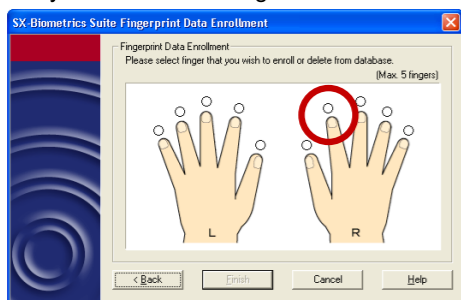 SX-Biometrics Suite Fingerprint Data Enrollment
Fingerprint Data Enrollment
Please select finger that you wish to enroll or delete from database.
(Max. 5 fingers)
L R
< Back Finish Cancel Help